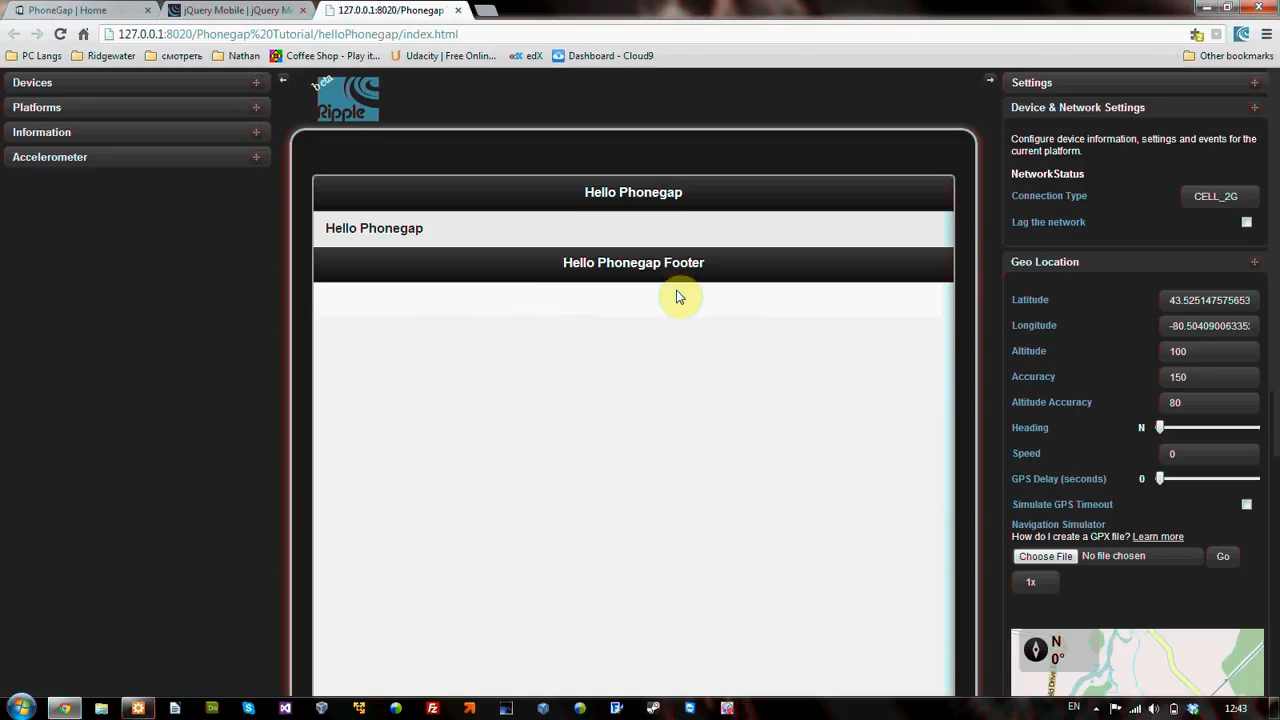 PhoneGap | Home
jQuery Mobile | jQuery M
127.0.0.1:8020/Phonegap
127.0.0.1:8020/Phonegap%20Tutorial/helloPhonegap/index.html
PC Langs
Ridgewater
смотреть
Nathan
Coffee Shop - Play it...
Udacity | Free Onlin...
edX
Dashboard - Cloud9
Other bookmarks
Devices
Platforms
Information
Accelerometer
beta
Ripple
Hello Phonegap
Hello Phonegap
Hello Phonegap Footer
Settings
Device & Network Settings
Configure device information, settings and events for the
current platform.
NetworkStatus
Connection Type CELL_2G
Lag the network
Geo Location
Latitude 43.525147575653
Longitude -80.50409006335
Altitude 100
Accuracy 150
Altitude Accuracy 80
Heading N
Speed 0
GPS Delay (seconds) 0
Simulate GPS Timeout
Navigation Simulator
How do I create a GPX file? Learn more
Choose File No file chosen Go
1x
N
0°
EN 12:43